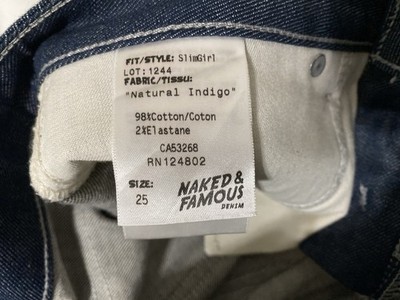 FIT/STYLE: SlimGirl
LOT: 1244
FABRIC/TISSU:
"Natural Indigo"
98%Cotton/Coton
2%Elastane
CA53268
RN124802
SIZE:
25
NAKED &
FAMOUS
DENIM